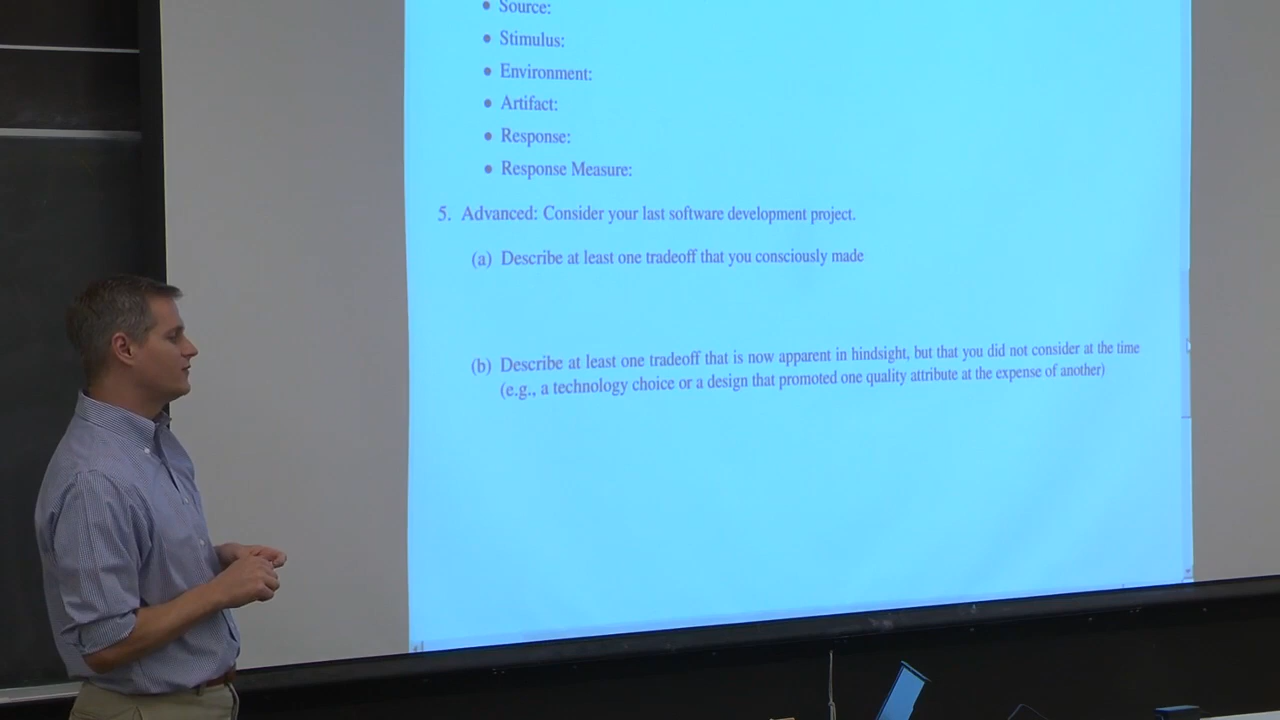 • Source:
• Stimulus:
• Environment:
• Artifact:
• Response:
• Response Measure:
5. Advanced: Consider your last software development project.
(a) Describe at least one tradeoff that you consciously made
(b) Describe at least one tradeoff that is now apparent in hindsight, but that you did not consider at the time
(e.g., a technology choice or a design that promoted one quality attribute at the expense of another)